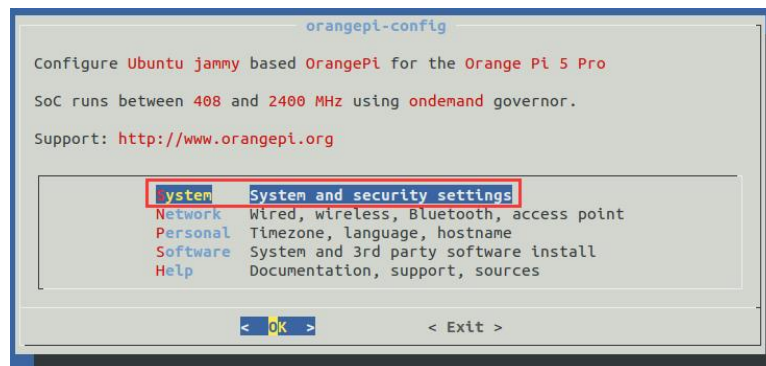 orangepi-config
Configure Ubuntu jammy based OrangePi for the Orange Pi 5 Pro
SoC runs between 408 and 2400 MHz using ondemand governor.
Support: http://www.orangepi.org
System System and security settings
Network Wired, wireless, Bluetooth, access point
Personal Timezone, language, hostname
Software System and 3rd party software install
Help Documentation, support, sources
< OK > < Exit >